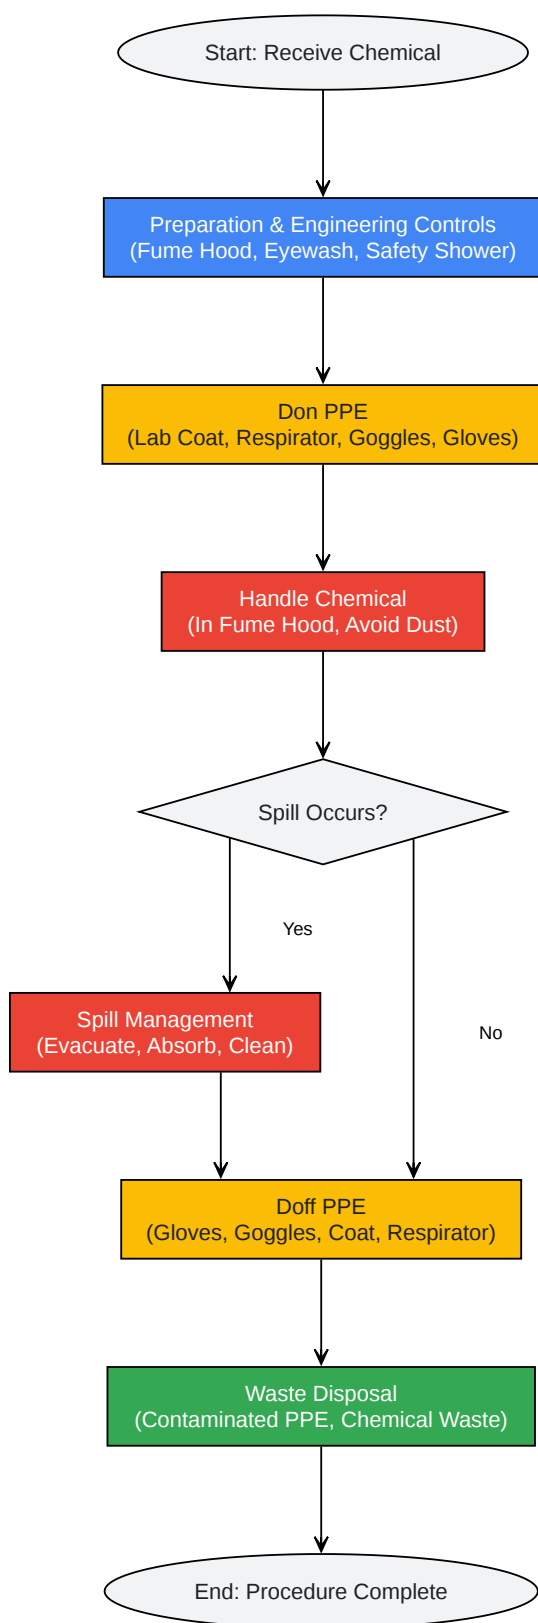 Start: Receive Chemical
Preparation & Engineering Controls
(Fume Hood, Eyewash, Safety Shower)
Don PPE
(Lab Coat, Respirator, Goggles, Gloves)
Handle Chemical
(In Fume Hood, Avoid Dust)
Spill Occurs?
Yes
Spill Management
(Evacuate, Absorb, Clean)
No
Doff PPE
(Gloves, Goggles, Coat, Respirator)
Waste Disposal
(Contaminated PPE, Chemical Waste)
End: Procedure Complete